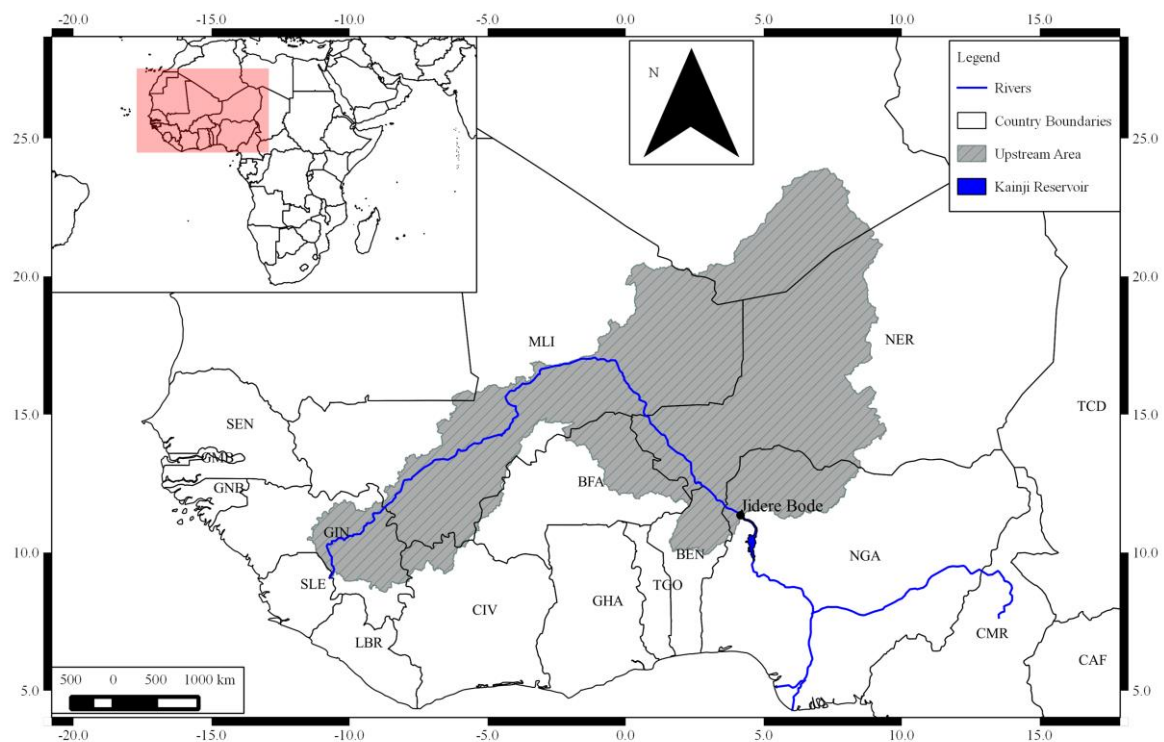 -20.0 -15.0 -10.0 -5.0 0.0 5.0 10.0 15.0
N
Legend
Rivers
Country Boundaries
Upstream Area
Kainji Reservoir
25.0 25.0
20.0 20.0
15.0 15.0
10.0 10.0
5.0 5.0
MLI
NER
TCD
SEN
GMB
GNB
BFA
Jidere Bode
GIN
BEN
NGA
SLE
TGO
CIV
GHA
LBR
CMR
CAF
500 0 500 1000 km
-20.0 -15.0 -10.0 -5.0 0.0 5.0 10.0 15.0